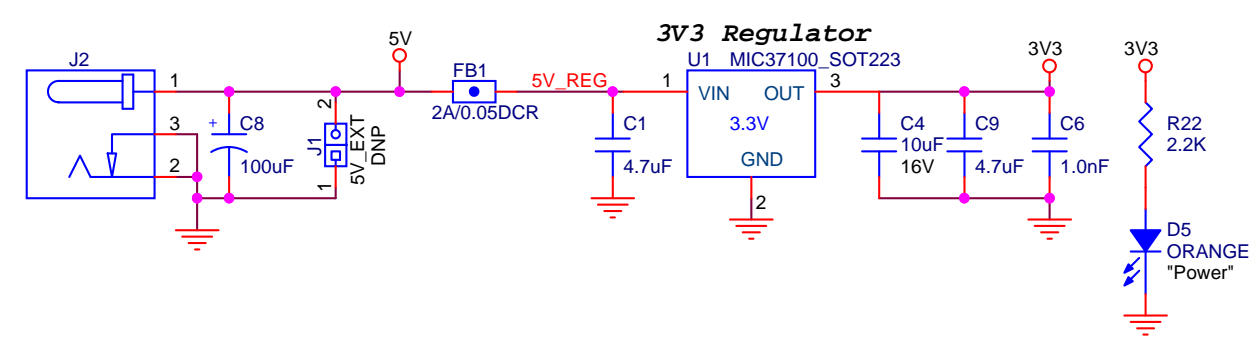 3V3 Regulator
J2
1
3
2
+
C8
100uF
2
J1
1
5V_EXT
DNP
5V
FB1
2A/0.05DCR
5V_REG
C1
4.7uF
U1 MIC37100_SOT223
1
VIN OUT
3.3V
GND
3
2
C4
10uF
16V
C9
4.7uF
3V3
C6
1.0nF
3V3
R22
2.2K
D5
ORANGE
"Power"